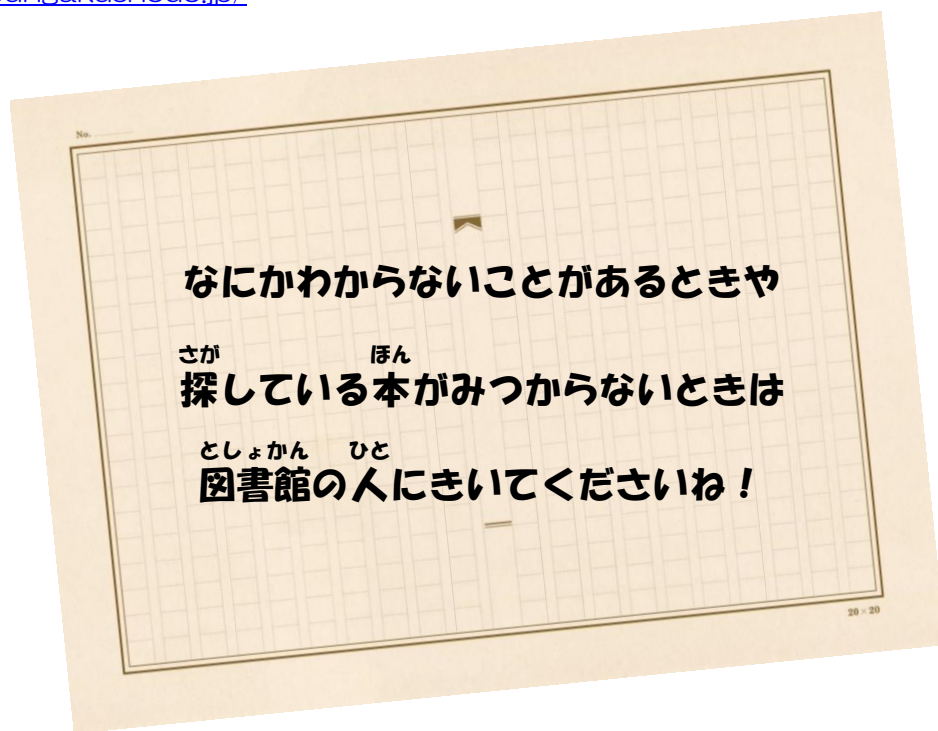 No.
なにかわからないことがあるときや
さが ほん
探している本がみつからないときは
としょかん ひと
図書館の人にきいてくださいね！
20×20